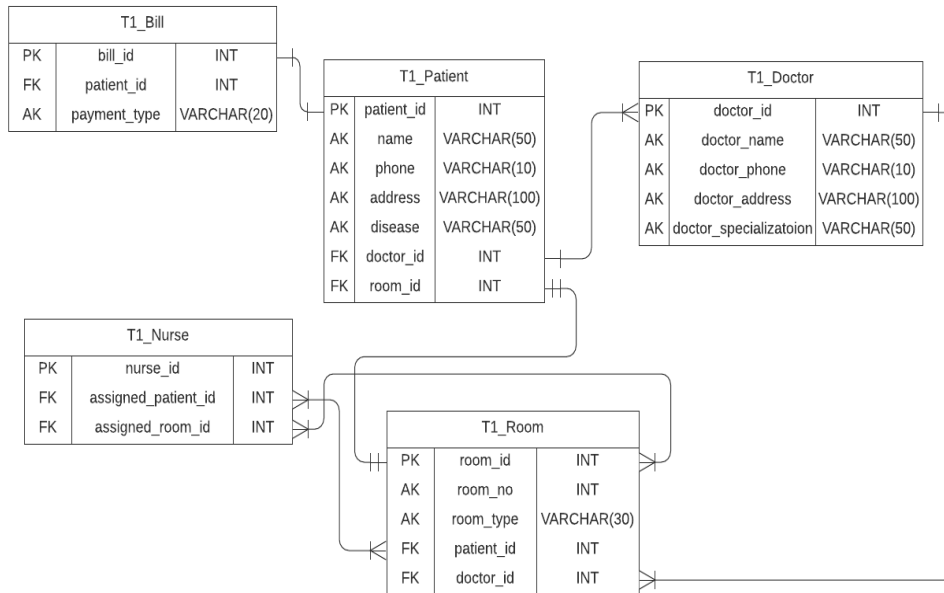 T1_Bill
PK bill_id INT
FK patient_id INT
AK payment_type VARCHAR(20)
T1_Patient
PK patient_id INT
AK name VARCHAR(50)
AK phone VARCHAR(10)
AK address VARCHAR(100)
AK disease VARCHAR(50)
FK doctor_id INT
FK room_id INT
T1_Doctor
PK doctor_id INT
AK doctor_name VARCHAR(50)
AK doctor_phone VARCHAR(10)
AK doctor_address VARCHAR(100)
AK doctor_specializatoion VARCHAR(50)
T1_Nurse
PK nurse_id INT
FK assigned_patient_id INT
FK assigned_room_id INT
T1_Room
PK room_id INT
AK room_no INT
AK room_type VARCHAR(30)
FK patient_id INT
FK doctor_id INT